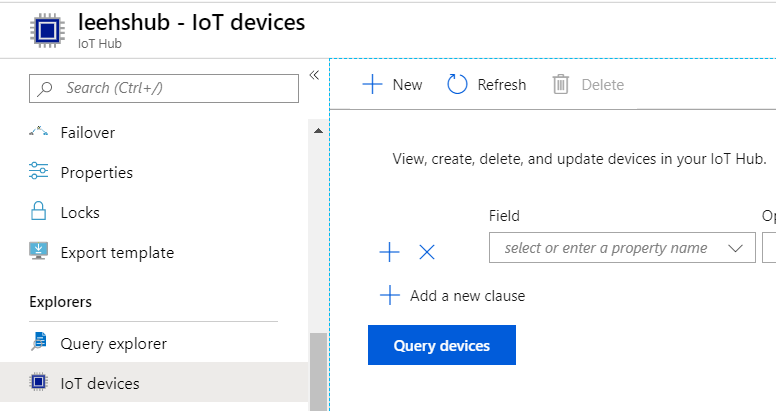 leehshub - IoT devices
IoT Hub
Search (Ctrl+/)
Failover
Properties
Locks
Export template
Explorers
Query explorer
IoT devices
New Refresh Delete
View, create, delete, and update devices in your IoT Hub.
Field Op
select or enter a property name
Add a new clause
Query devices